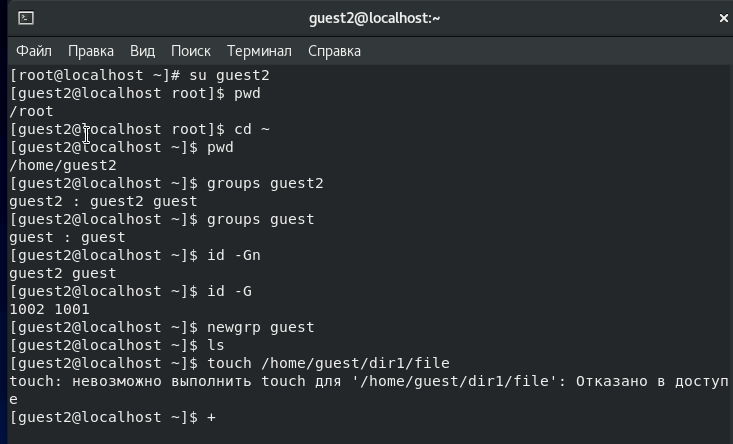 guest2@localhost:~
Файл Правка Вид Поиск Терминал Справка
[root@localhost ~]# su guest2
[guest2@localhost root]$ pwd
/root
[guest2@localhost root]$ cd ~
[guest2@localhost ~]$ pwd
/home/guest2
[guest2@localhost ~]$ groups guest2
guest2 : guest2 guest
[guest2@localhost ~]$ groups guest
guest : guest
[guest2@localhost ~]$ id -Gn
guest2 guest
[guest2@localhost ~]$ id -G
1002 1001
[guest2@localhost ~]$ newgrp guest
[guest2@localhost ~]$ ls
[guest2@localhost ~]$ touch /home/guest/dir1/file
touch: невозможно выполнить touch для '/home/guest/dir1/file': Отказано в доступ
е
[guest2@localhost ~]$ +